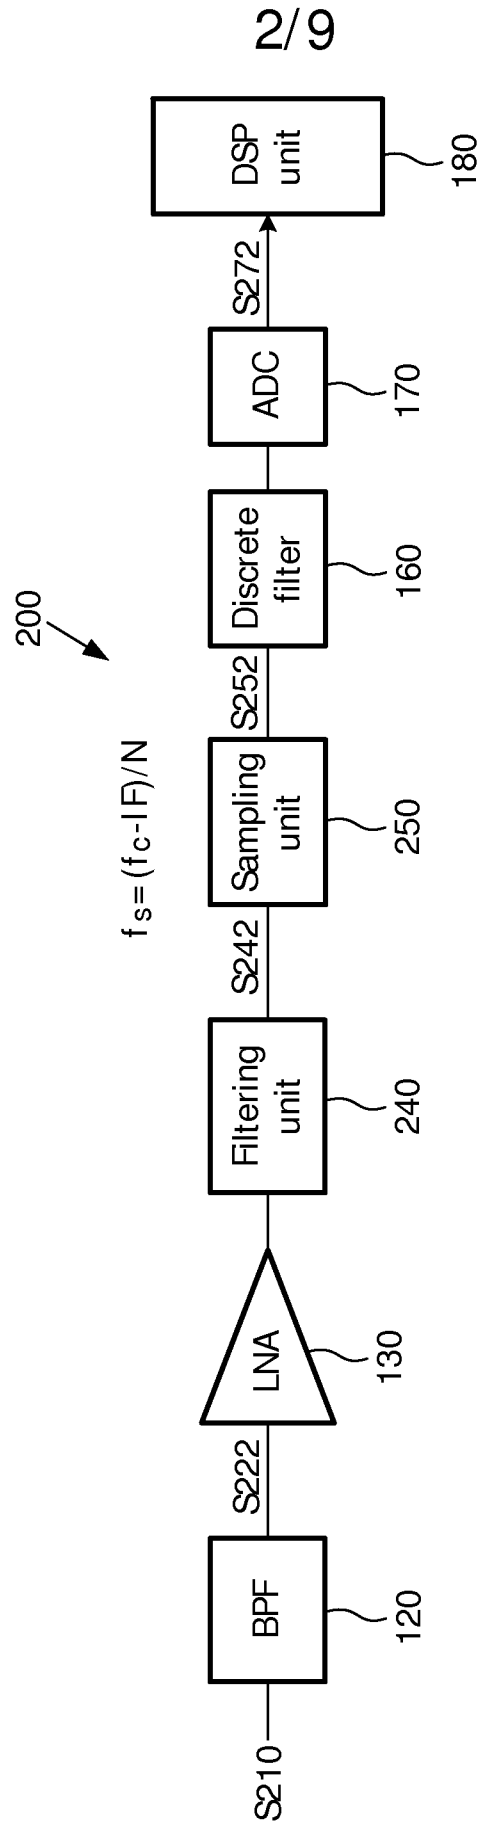 2/9
200
fs=(fc-IF)/N
S210
BPF
120
S222
LNA
130
Filtering
unit
240
S242
Sampling
unit
250
S252
Discrete
filter
160
ADC
170
S272
DSP
unit
180